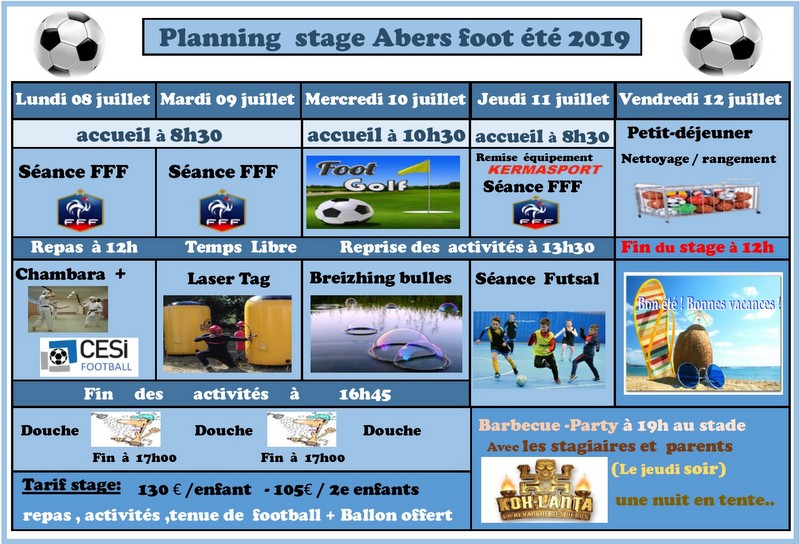 Planning stage Abers foot été 2019
Lundi 08 juillet Mardi 09 juillet Mercredi 10 juillet Jeudi 11 juillet Vendredi 12 juillet
accueil à 8h30 accueil à 10h30 accueil à 8h30 Petit-déjeuner
Nettoyage / rangement
Séance FFF
FFF
Séance FFF
FFF
Foot
Golf
Remise équipement
KERMASPORT
Séance FFF
FFF
Repas à 12h Temps Libre Reprise des activités à 13h30 Fin du stage à 12h
Chambara +
CESi
FOOTBALL
Laser Tag
Breizhing bulles
Séance Futsal
Bon été ! Bonnes vacances !
Fin des activités à 16h45
Douche Douche Douche
Fin à 17h00 Fin à 17h00
Barbecue -Party à 19h au stade
Avec les stagiaires et parents
(Le jeudi soir)
KOH-LANTA
LA REVANCHE DES HÉROS
une nuit en tente..
Tarif stage: 130 € /enfant - 105€ / 2e enfants
repas , activités ,tenue de football + Ballon offert